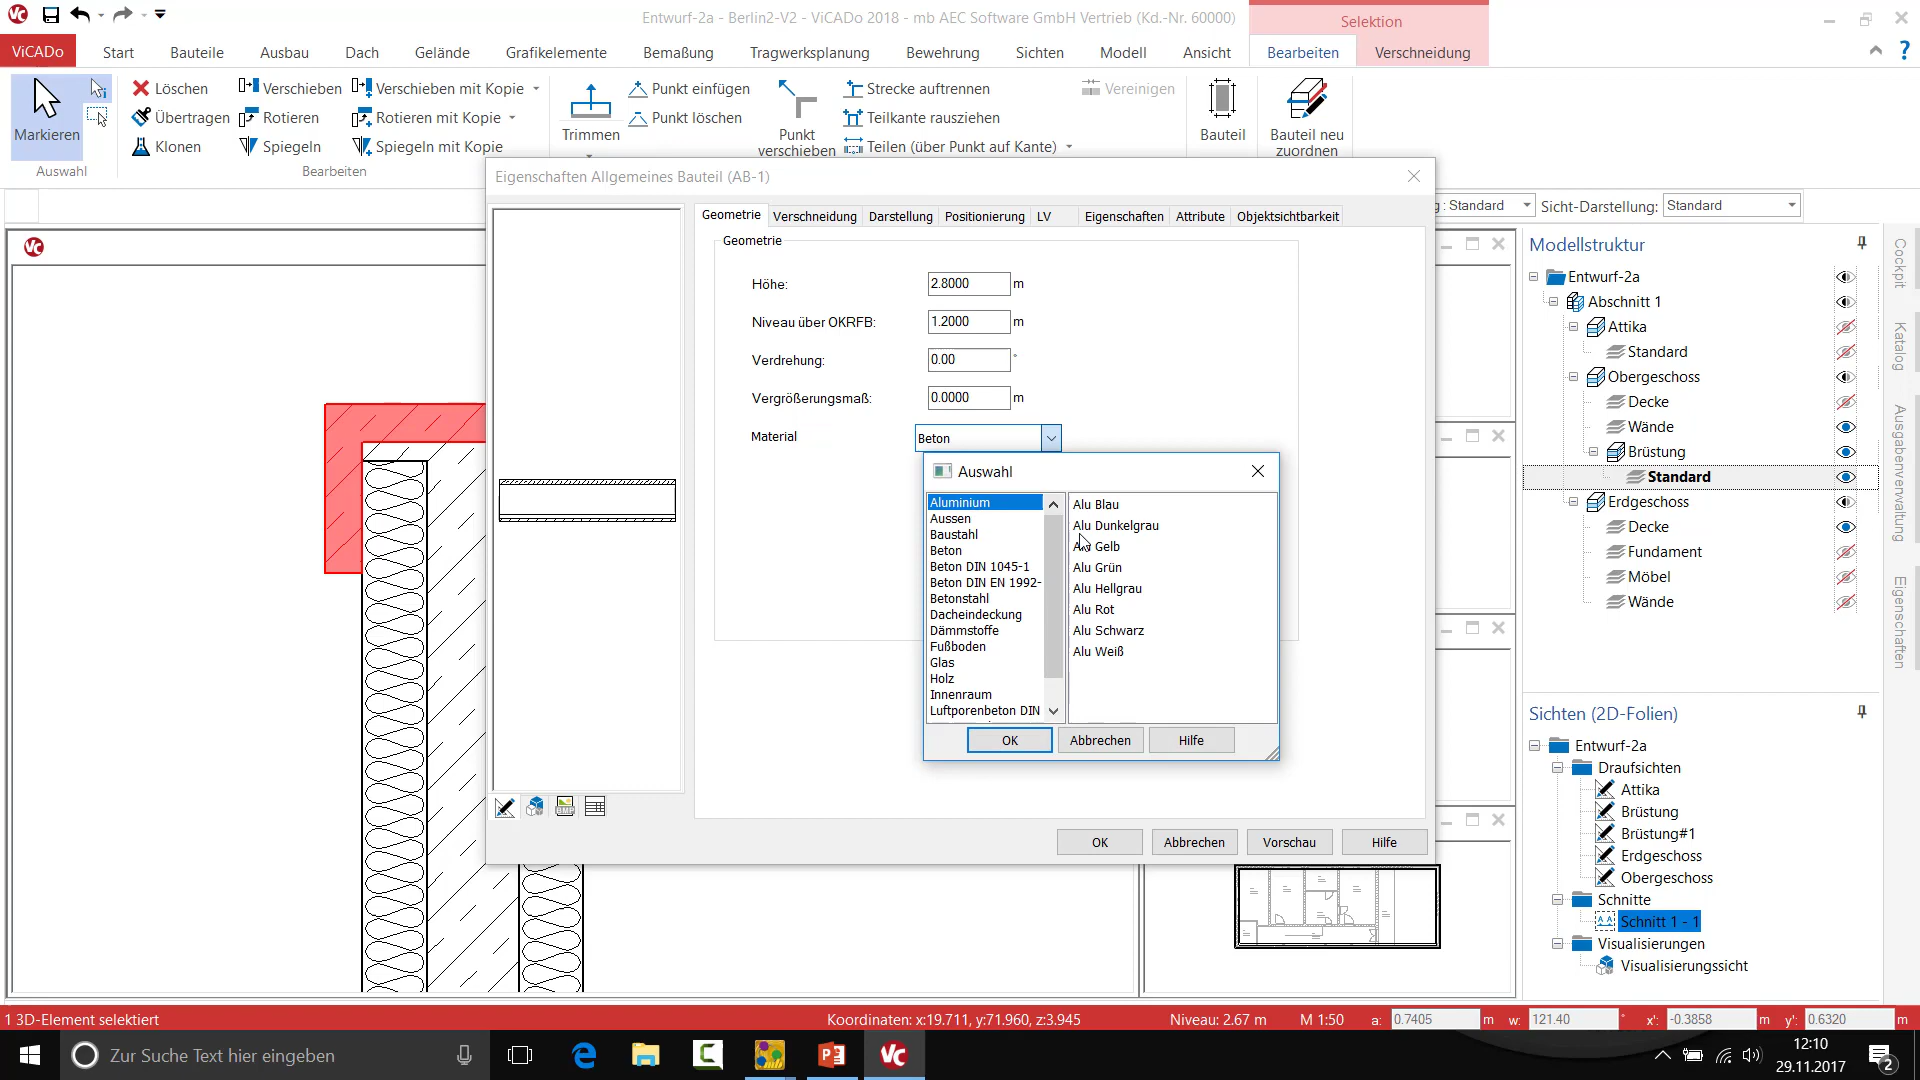 Entwurf-2a - Berlin2-V2 - ViCADo 2018 - mb AEC Software GmbH Vertrieb (Kd.-Nr. 60000)
Selektion
ViCADo
Start
Bauteile
Ausbau
Dach
Gelände
Grafikelemente
Bemaßung
Tragwerksplanung
Bewehrung
Sichten
Modell
Ansicht
Bearbeiten
Verschneidung
Markieren
Auswahl
Löschen
Übertragen
Klonen
Verschieben
Rotieren
Spiegeln
Verschieben mit Kopie
Rotieren mit Kopie
Spiegeln mit Kopie
Bearbeiten
Trimmen
Punkt einfügen
Punkt löschen
Punkt
verschieben
Strecke auftrennen
Teilkante rausziehen
Teilen (über Punkt auf Kante)
Vereinigen
Bauteil
Bauteil neu
zuordnen
g : Standard
Sicht-Darstellung:
Standard
Eigenschaften Allgemeines Bauteil (AB-1)
Geometrie
Verschneidung
Darstellung
Positionierung
LV
Eigenschaften
Attribute
Objektsichtbarkeit
Geometrie
Höhe:
2.8000
m
Niveau über OKRFB:
1.2000
m
Verdrehung:
0.00
°
Vergrößerungsmaß:
0.0000
m
Material
Beton
Auswahl
Aluminium
Aussen
Baustahl
Beton
Beton DIN 1045-1
Beton DIN EN 1992-
Betonstahl
Dacheindeckung
Dämmstoffe
Fußboden
Glas
Holz
Innenraum
Luftporenbeton DIN
Alu Blau
Alu Dunkelgrau
Alu Gelb
Alu Grün
Alu Hellgrau
Alu Rot
Alu Schwarz
Alu Weiß
OK
Abbrechen
Hilfe
OK
Abbrechen
Vorschau
Hilfe
Modellstruktur
Entwurf-2a
Abschnitt 1
Attika
Standard
Obergeschoss
Decke
Wände
Brüstung
Standard
Erdgeschoss
Decke
Fundament
Möbel
Wände
Sichten (2D-Folien)
Entwurf-2a
Draufsichten
Attika
Brüstung
Brüstung#1
Erdgeschoss
Obergeschoss
Schnitte
Schnitt 1 - 1
Visualisierungen
Visualisierungssicht
Cockpit
Katalog
Ausgabenverwaltung
Eigenschaften
1 3D-Element selektiert
Koordinaten: x:19.711, y:71.960, z:3.945
Niveau: 2.67 m
M 1:50
a:
0.7405
m
w:
121.40
°
x':
-0.3858
m
y':
0.6320
m
Zur Suche Text hier eingeben
12:10
29.11.2017
2